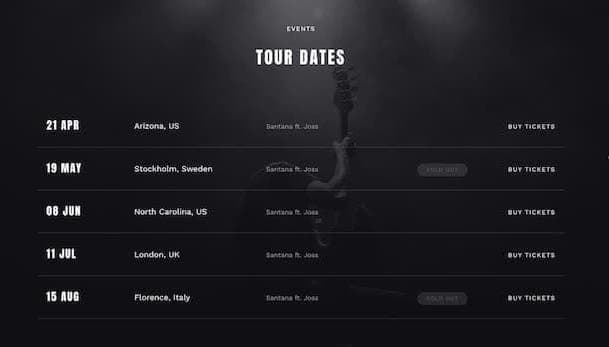 EVENTS
TOUR DATES
21 APR Arizona, US Santana ft. Joss BUY TICKETS
19 MAY Stockholm, Sweden Santana ft. Joss SOLD OUT BUY TICKETS
08 JUN North Carolina, US Santana ft. Joss BUY TICKETS
11 JUL London, UK Santana ft. Joss BUY TICKETS
15 AUG Florence, Italy Santana ft. Joss SOLD OUT BUY TICKETS